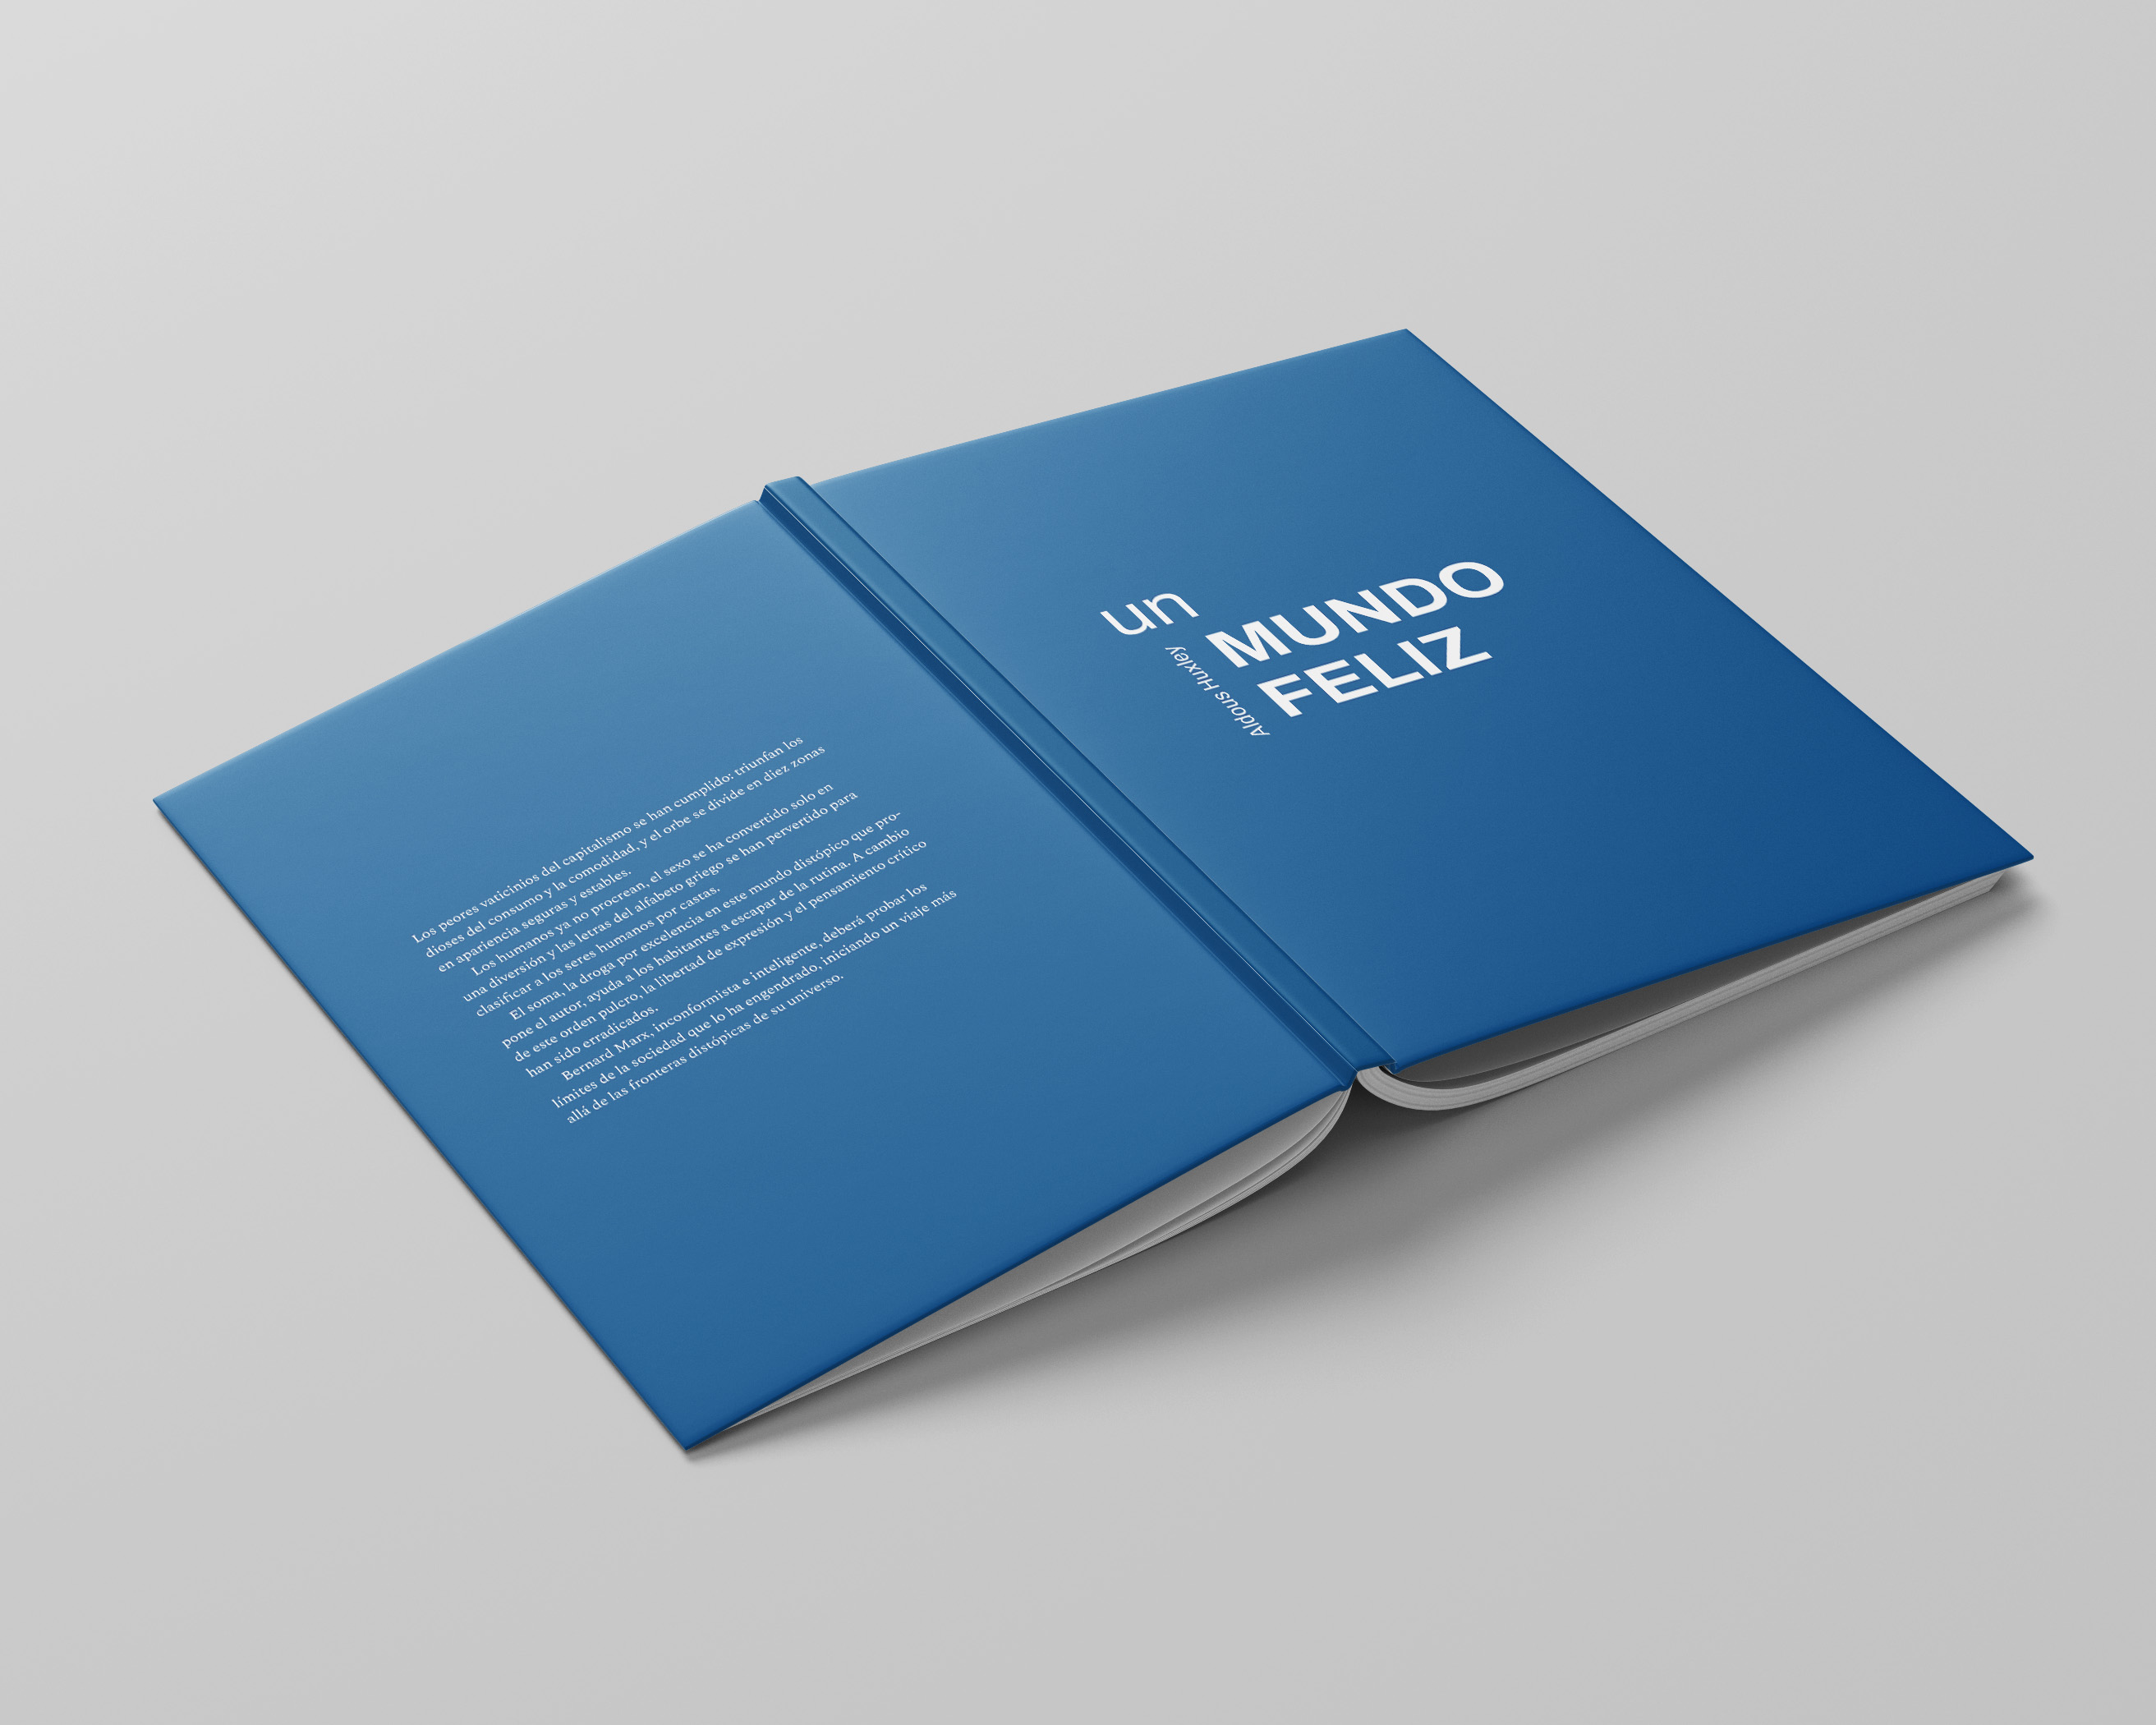 Los peores vaticinios del capitalismo se han cumplido: triunfan los
dioses del consumo y la comodidad, y el orbe se divide en diez zonas
en apariencia seguras y estables.
Los humanos ya no procrean, el sexo se ha convertido solo en
una diversión y las letras del alfabeto griego se han pervertido para
clasificar a los seres humanos por castas.
El soma, la droga por excelencia en este mundo distópico que pro-
pone el autor, ayuda a los habitantes a escapar de la rutina. A cambio
de este orden pulcro, la libertad de expresión y el pensamiento crítico
han sido erradicados.
Bernard Marx, inconformista e inteligente, deberá probar los
límites de la sociedad que lo ha engendrado, iniciando un viaje más
allá de las fronteras distópicas de su universo.
un
MUNDO
FELIZ
Aldous Huxley